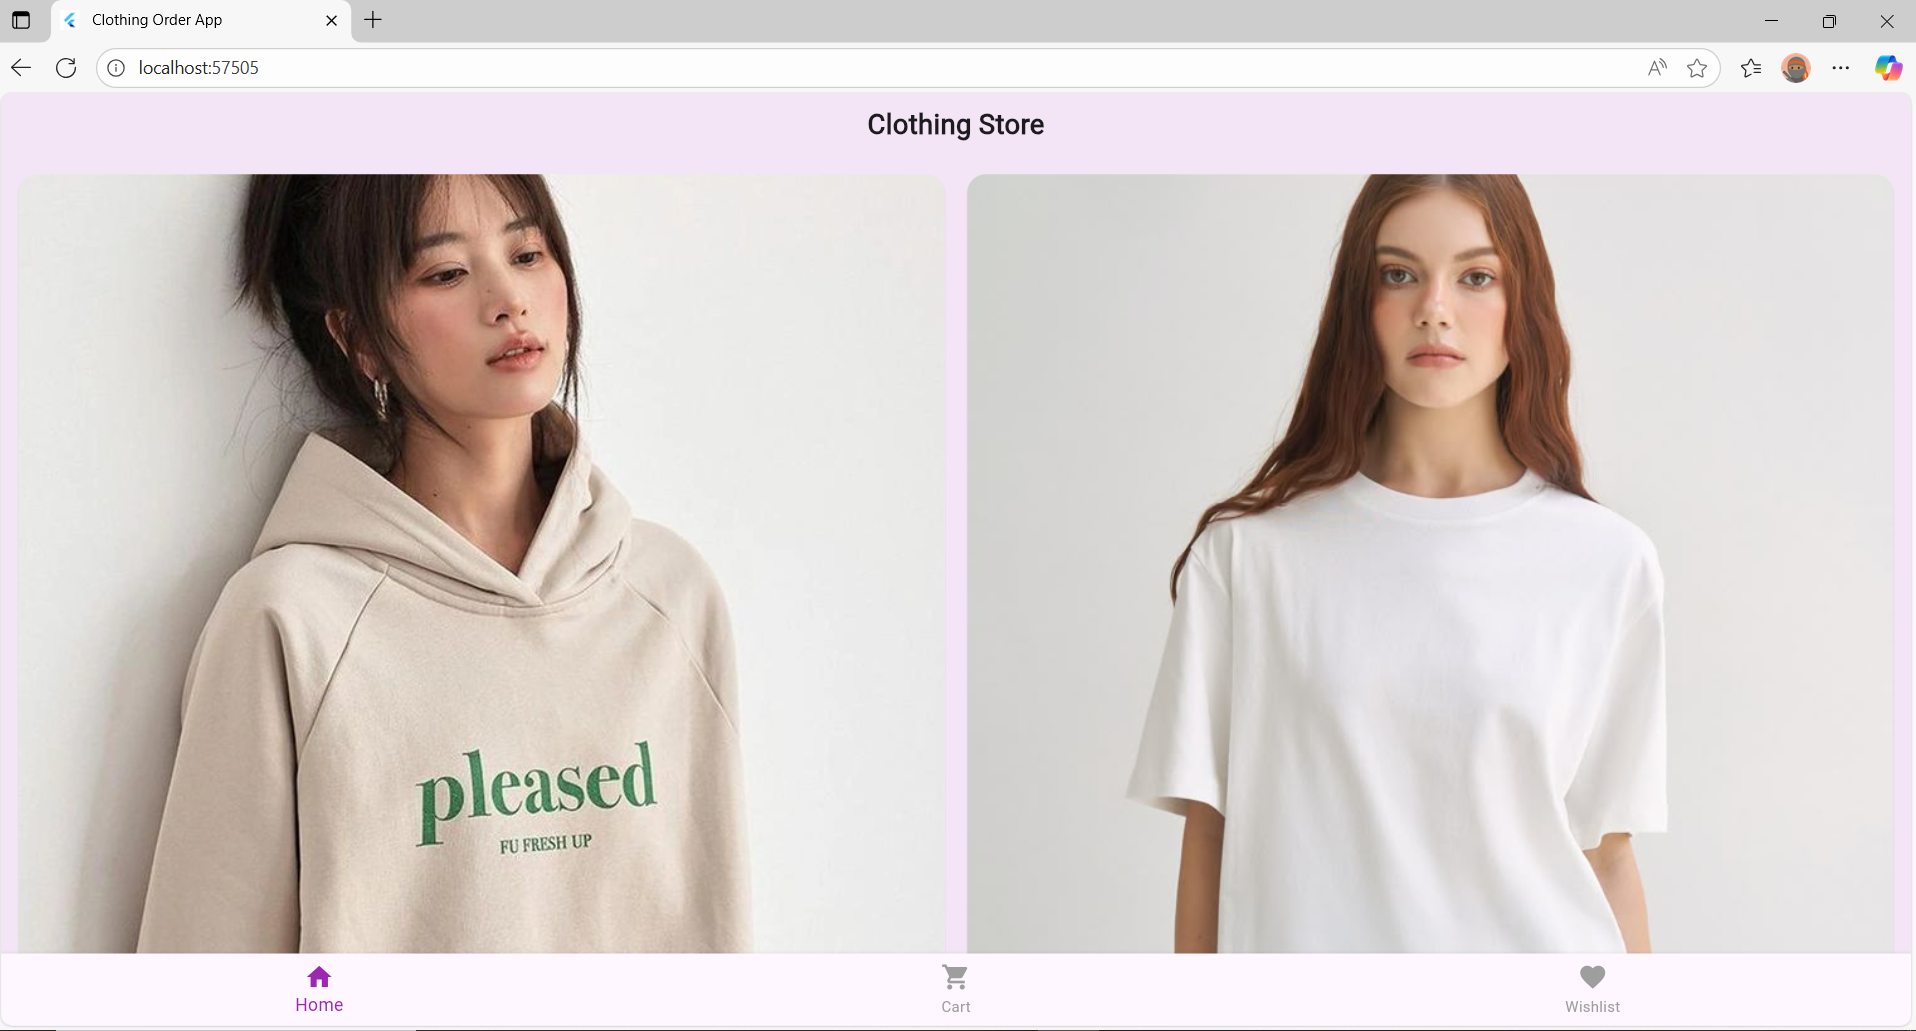 Clothing Order App
localhost:57505
Clothing Store
pleased
FU FRESH UP
Home
Cart
Wishlist